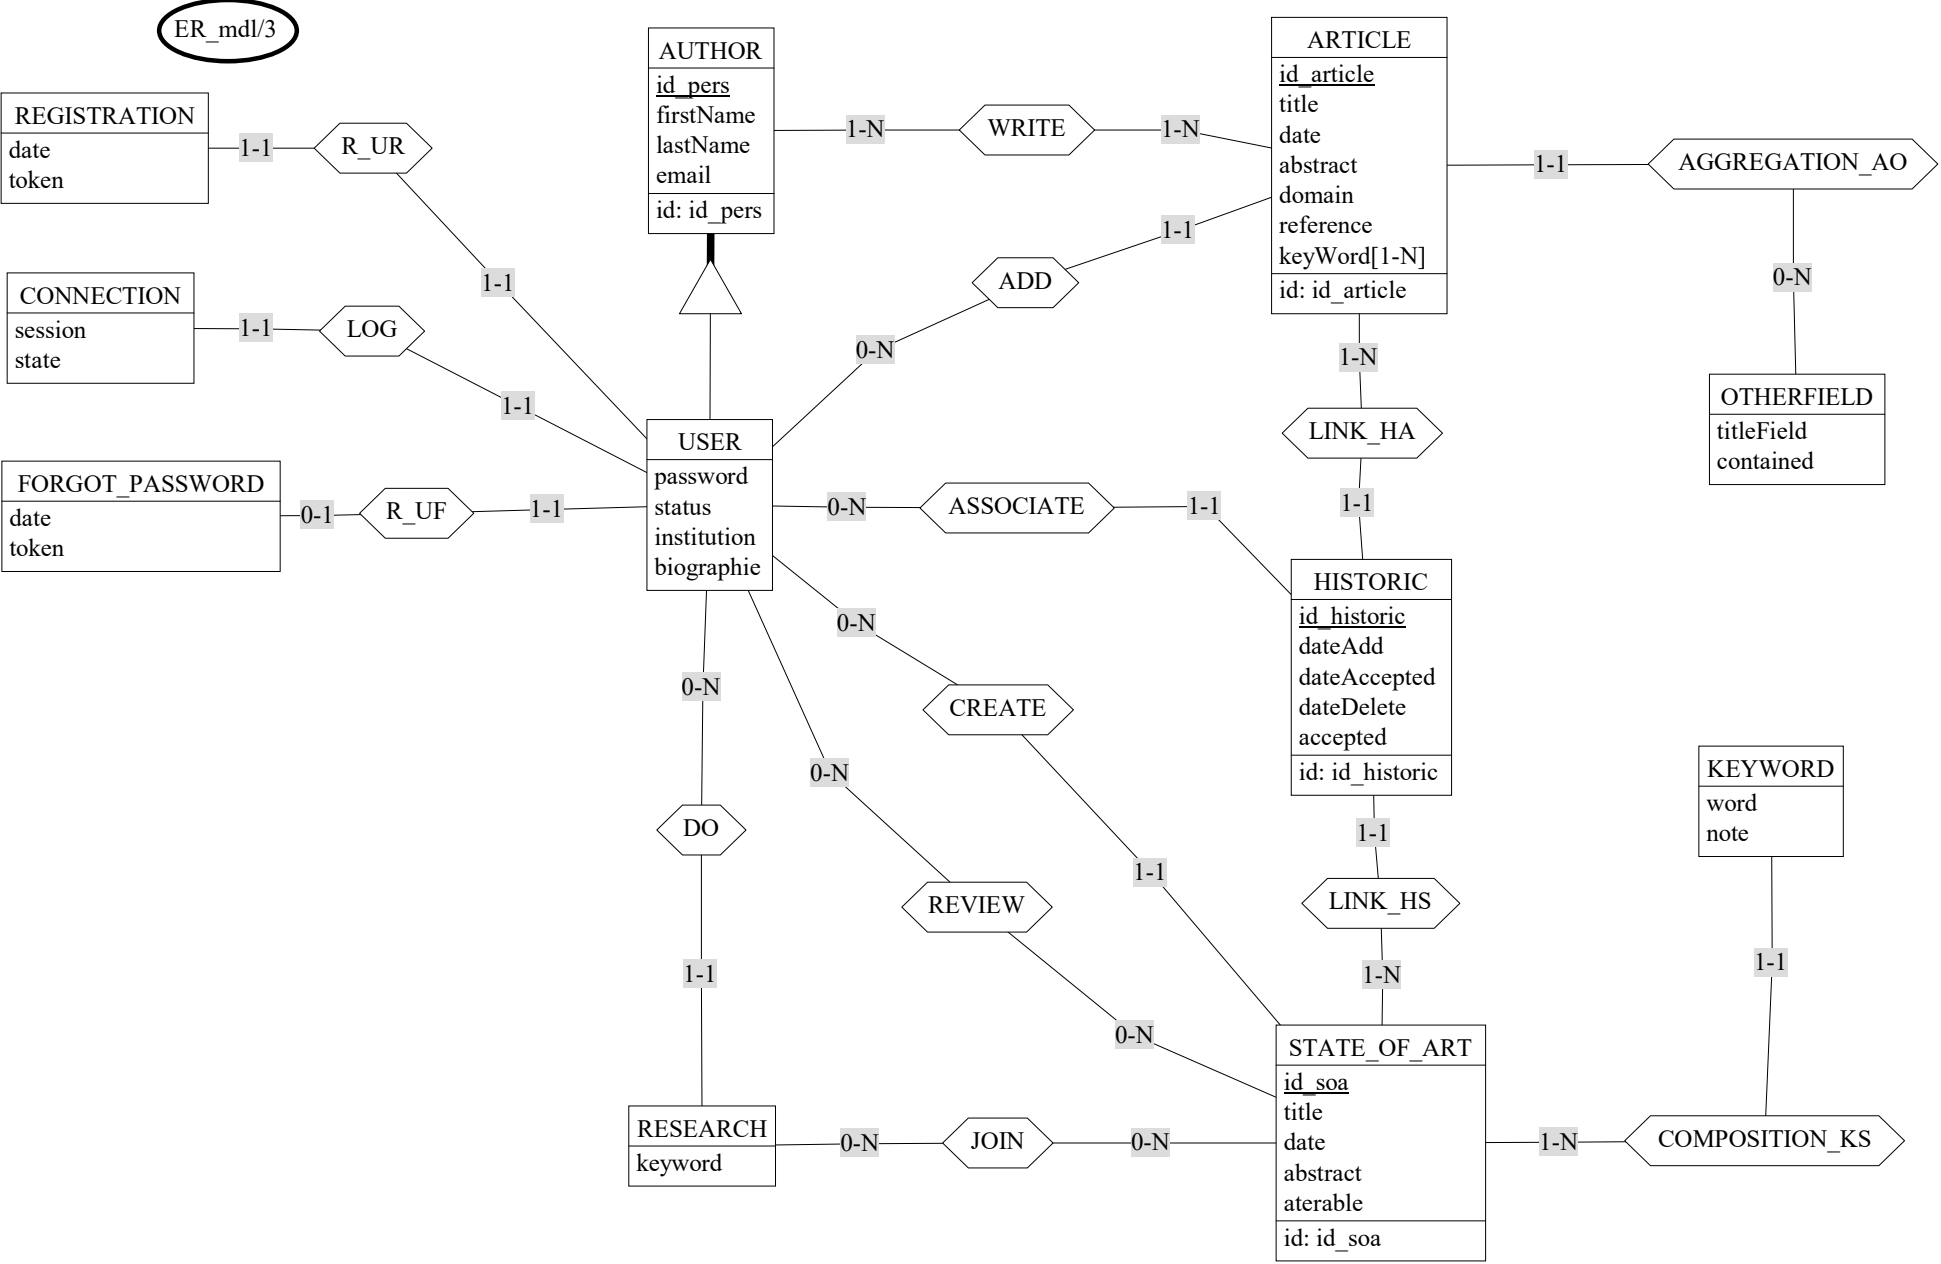 ER_mdl/3
REGISTRATION
date
token
1-1
R_UR
1-1
CONNECTION
session
state
1-1
LOG
1-1
FORGOT_PASSWORD
date
token
0-1
R_UF
1-1
AUTHOR
id_pers
firstName
lastName
email
id: id_pers
1-N
WRITE
1-N
ARTICLE
id_article
title
date
abstract
domain
reference
keyWord[1-N]
id: id_article
1-1
AGGREGATION_AO
0-N
OTHERFIELD
titleField
contained
1-1
ADD
0-N
USER
password
status
institution
biographie
0-N
ASSOCIATE
1-1
1-N
LINK_HA
1-1
HISTORIC
id_historic
dateAdd
dateAccepted
dateDelete
accepted
id: id_historic
1-1
LINK_HS
1-N
0-N
CREATE
1-1
0-N
REVIEW
0-N
0-N
DO
1-1
RESEARCH
keyword
0-N
JOIN
0-N
STATE_OF_ART
id_soa
title
date
abstract
aterable
id: id_soa
1-N
COMPOSITION_KS
1-1
KEYWORD
word
note